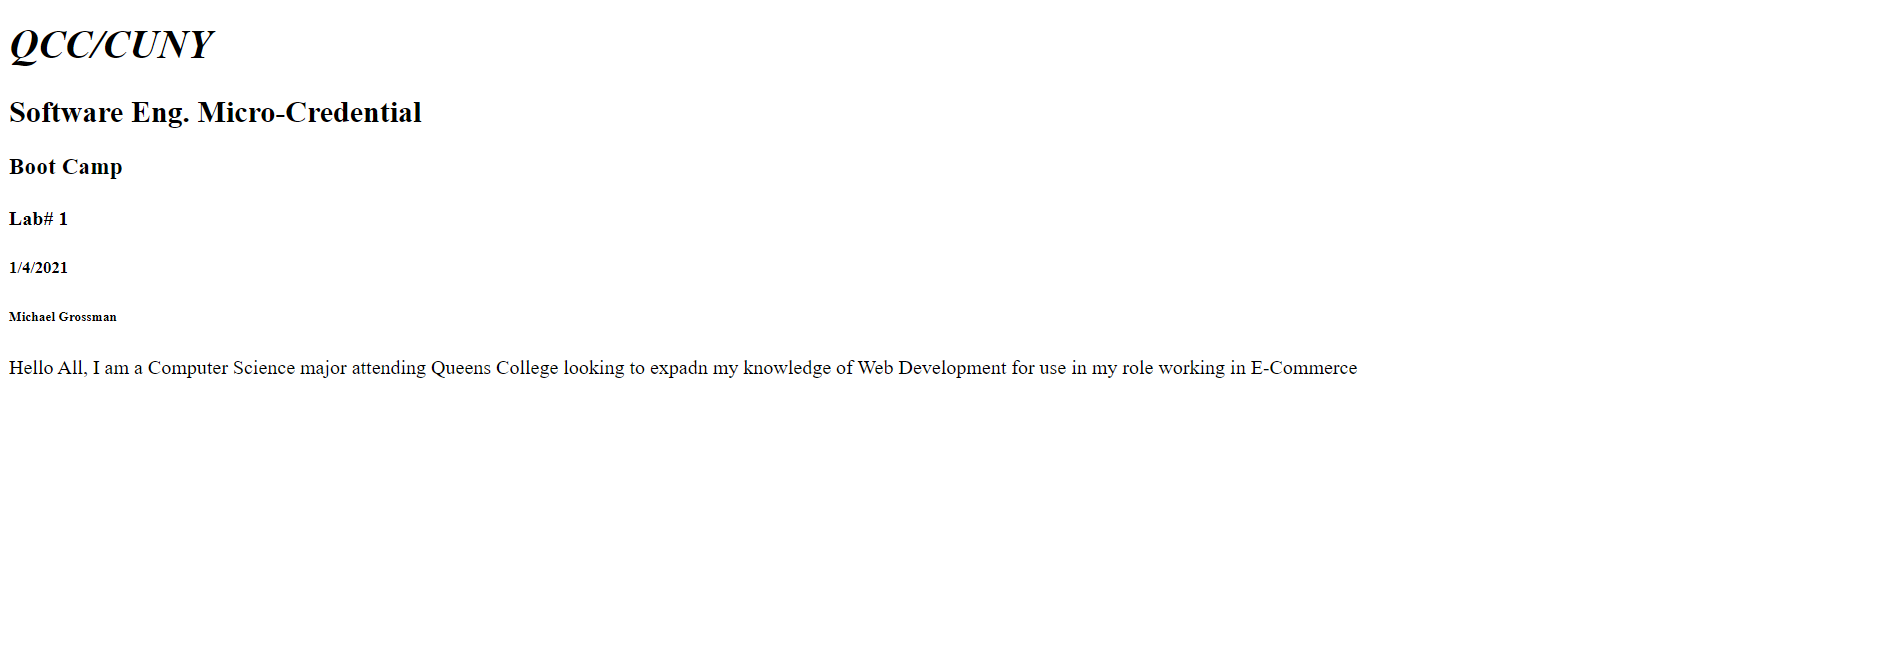 QCC/CUNY
Software Eng. Micro-Credential
Boot Camp
Lab# 1
1/4/2021
Michael Grossman
Hello All, I am a Computer Science major attending Queens College looking to expadn my knowledge of Web Development for use in my role working in E-Commerce